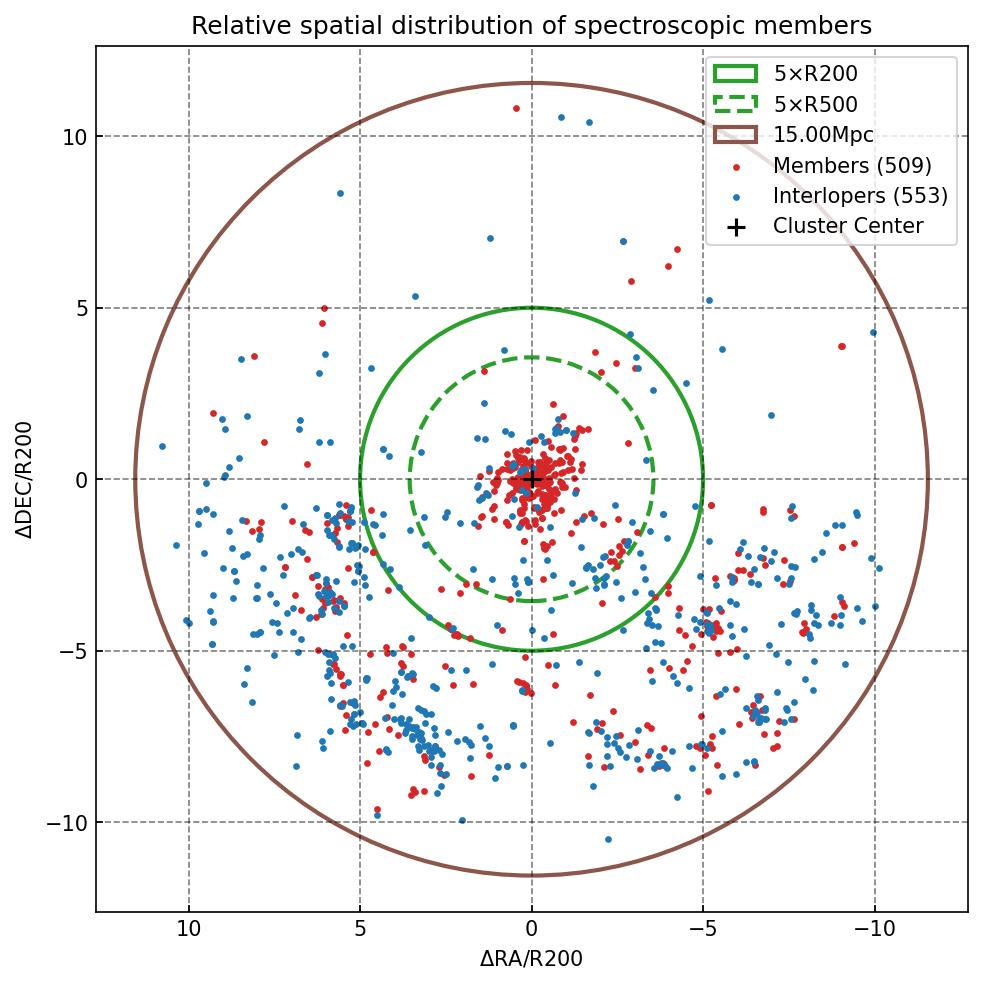 Relative spatial distribution of spectroscopic members
5×R200
5×R500
15.00Mpc
Members (509)
Interlopers (553)
Cluster Center
ΔDEC/R200
10
5
0
−5
−10
10
5
0
−5
−10
ΔRA/R200